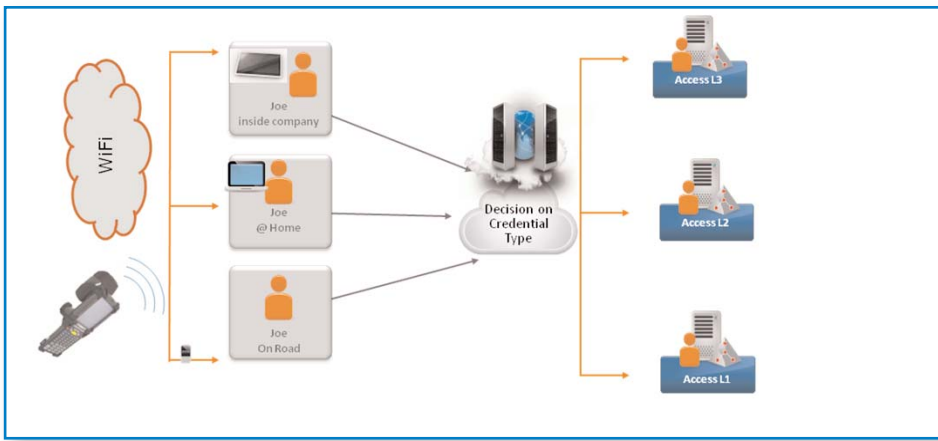 WiFi
Joe
inside company
Joe
@ Home
Joe
On Road
Decision on
Credential
Type
Access L3
Access L2
Access L1